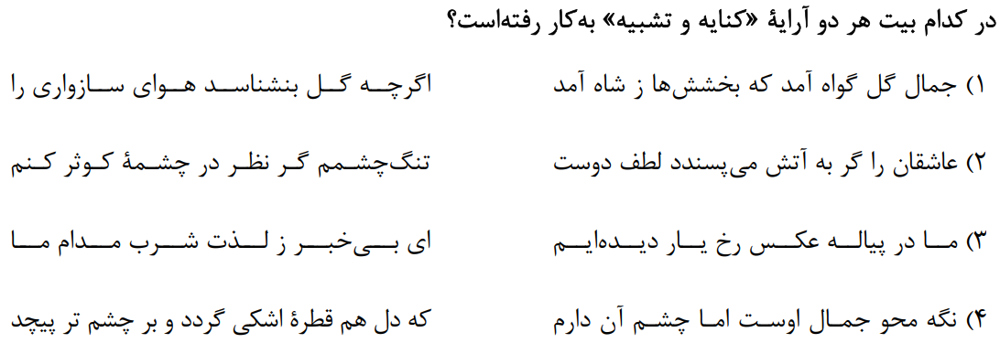 در کدام بیت هر دو آرایهٔ «کنایه و تشبیه» به‌کار رفته‌است؟
۱) جمال گل گواه آمد که بخشش‌ها ز شاه آمد اگرچه گل بنشناسد هوای سازواری را
۲) عاشقان را گر به آتش می‌پسندد لطف دوست تنگ‌چشمم گر نظر در چشمهٔ کوثر کنم
۳) ما در پیاله عکس رخ یار دیده‌ایم ای بی‌خبر ز لذت شرب مدام ما
۴) نگه محو جمال اوست اما چشم آن دارم که دل هم قطرهٔ اشکی گردد و بر چشم تر پیچد